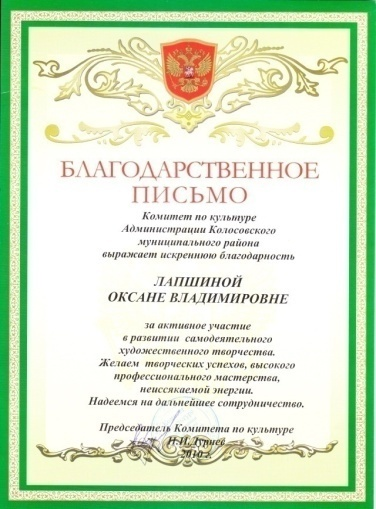 БЛАГОДАРСТВЕННОЕ
ПИСЬМО
Комитет по культуре
Администрации Колосовского
муниципального района
выражает искреннюю благодарность
ЛАПШИНОЙ
ОКСАНЕ ВЛАДИМИРОВНЕ
за активное участие
в развитии самодеятельного
художественного творчества.
Желаем творческих успехов, высокого
профессионального мастерства,
неиссякаемой энергии.
Надеемся на дальнейшее сотрудничество.
Председатель Комитета по культуре
Н.И.
2010 г.